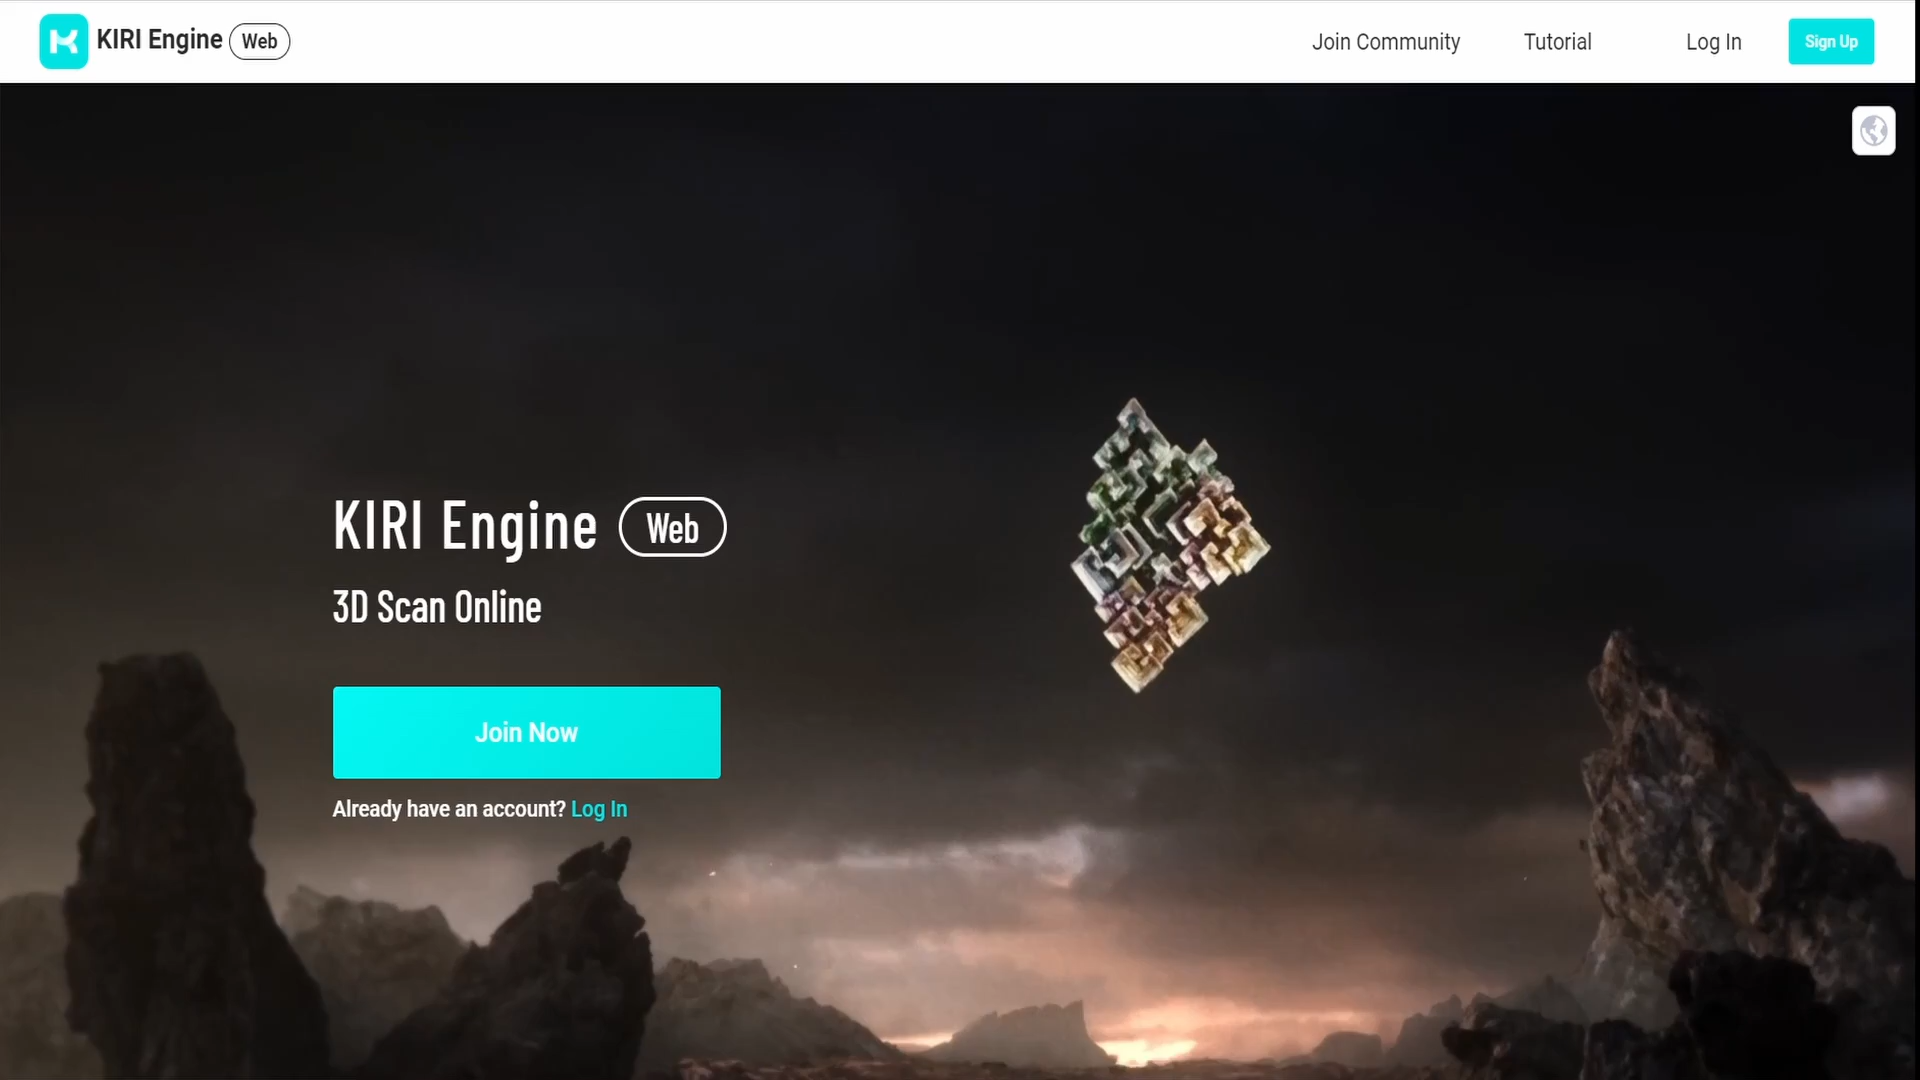 KIRI Engine Web
Join Community
Tutorial
Log In
Sign Up
KIRI Engine Web
3D Scan Online
Join Now
Already have an account? Log In